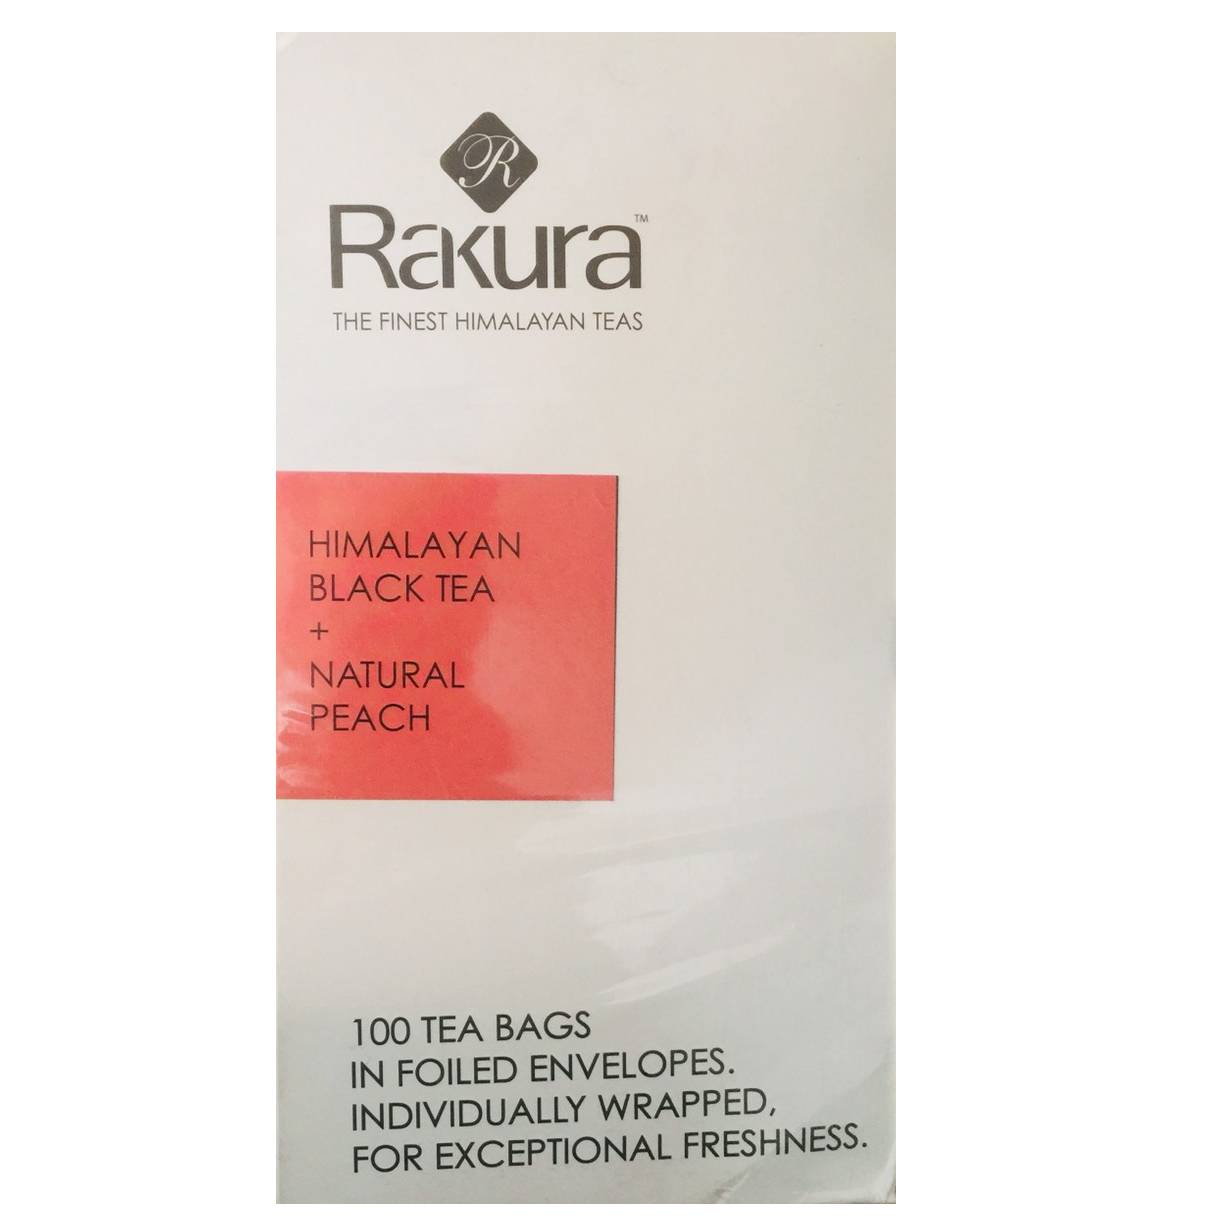 R
Rakura™
THE FINEST HIMALAYAN TEAS
HIMALAYAN
BLACK TEA
+
NATURAL
PEACH
100 TEA BAGS
IN FOILED ENVELOPES.
INDIVIDUALLY WRAPPED,
FOR EXCEPTIONAL FRESHNESS.